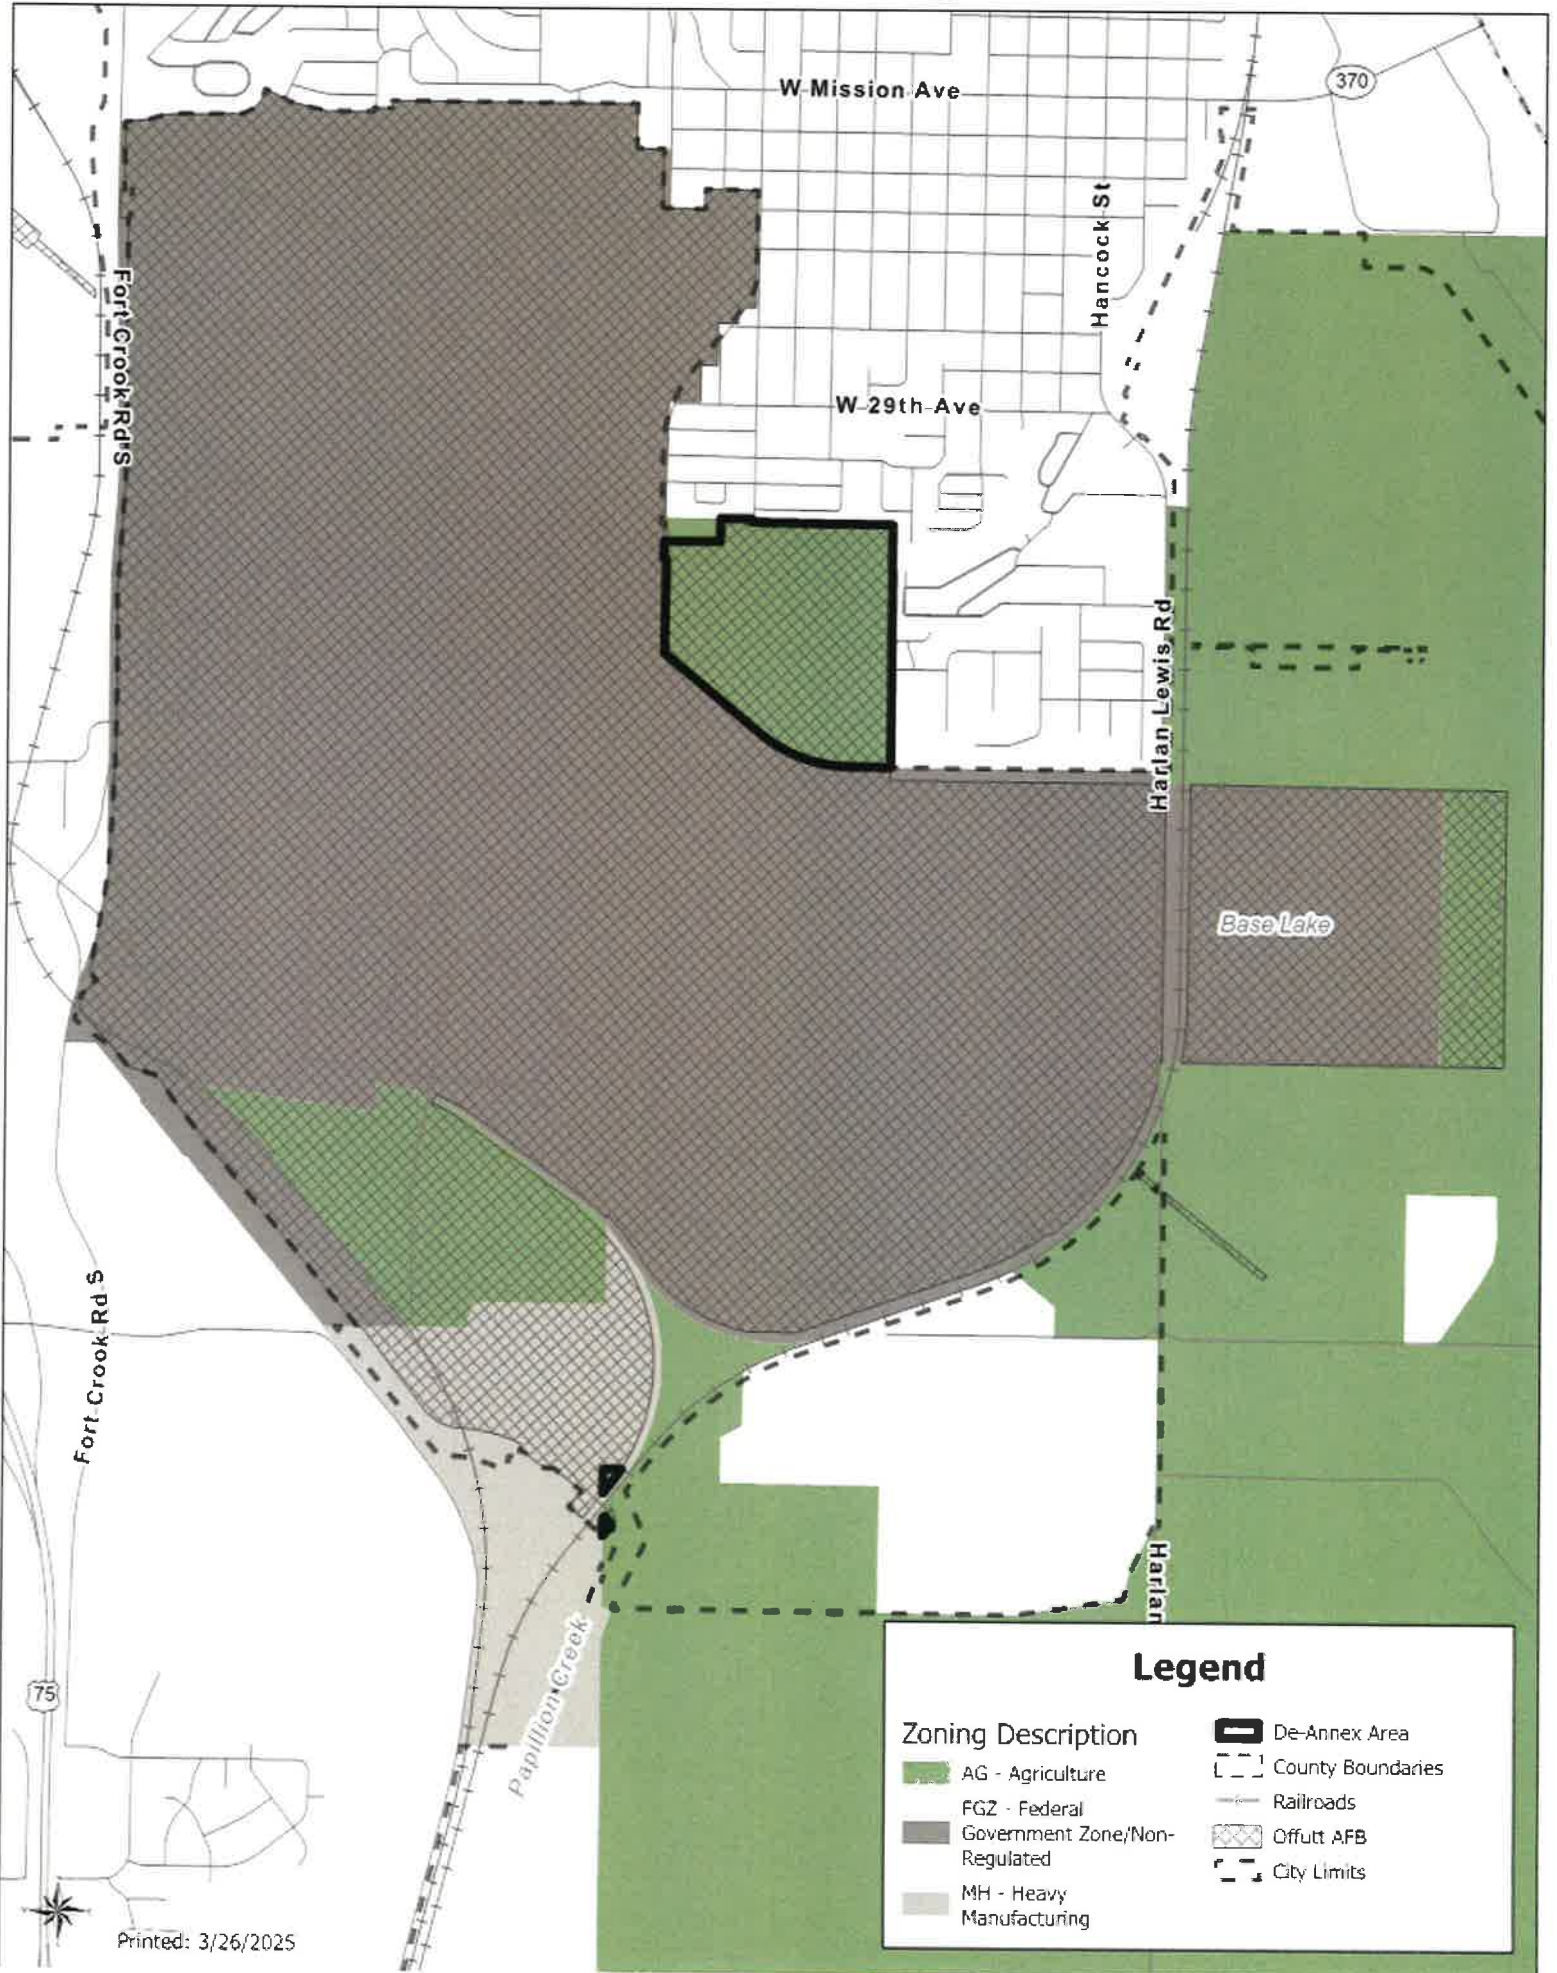 W Mission Ave
370
Hancock St
Fort Crook Rd S
W 29th Ave
Harlan Lewis Rd
Base Lake
Fort Crook Rd S
Harlan
Papillion Creek
75
Legend
Zoning Description
AG - Agriculture
FGZ - Federal
Government Zone/Non-
Regulated
MH - Heavy
Manufacturing
De-Annex Area
County Boundaries
Railroads
Offutt AFB
City Limits
Printed: 3/26/2025